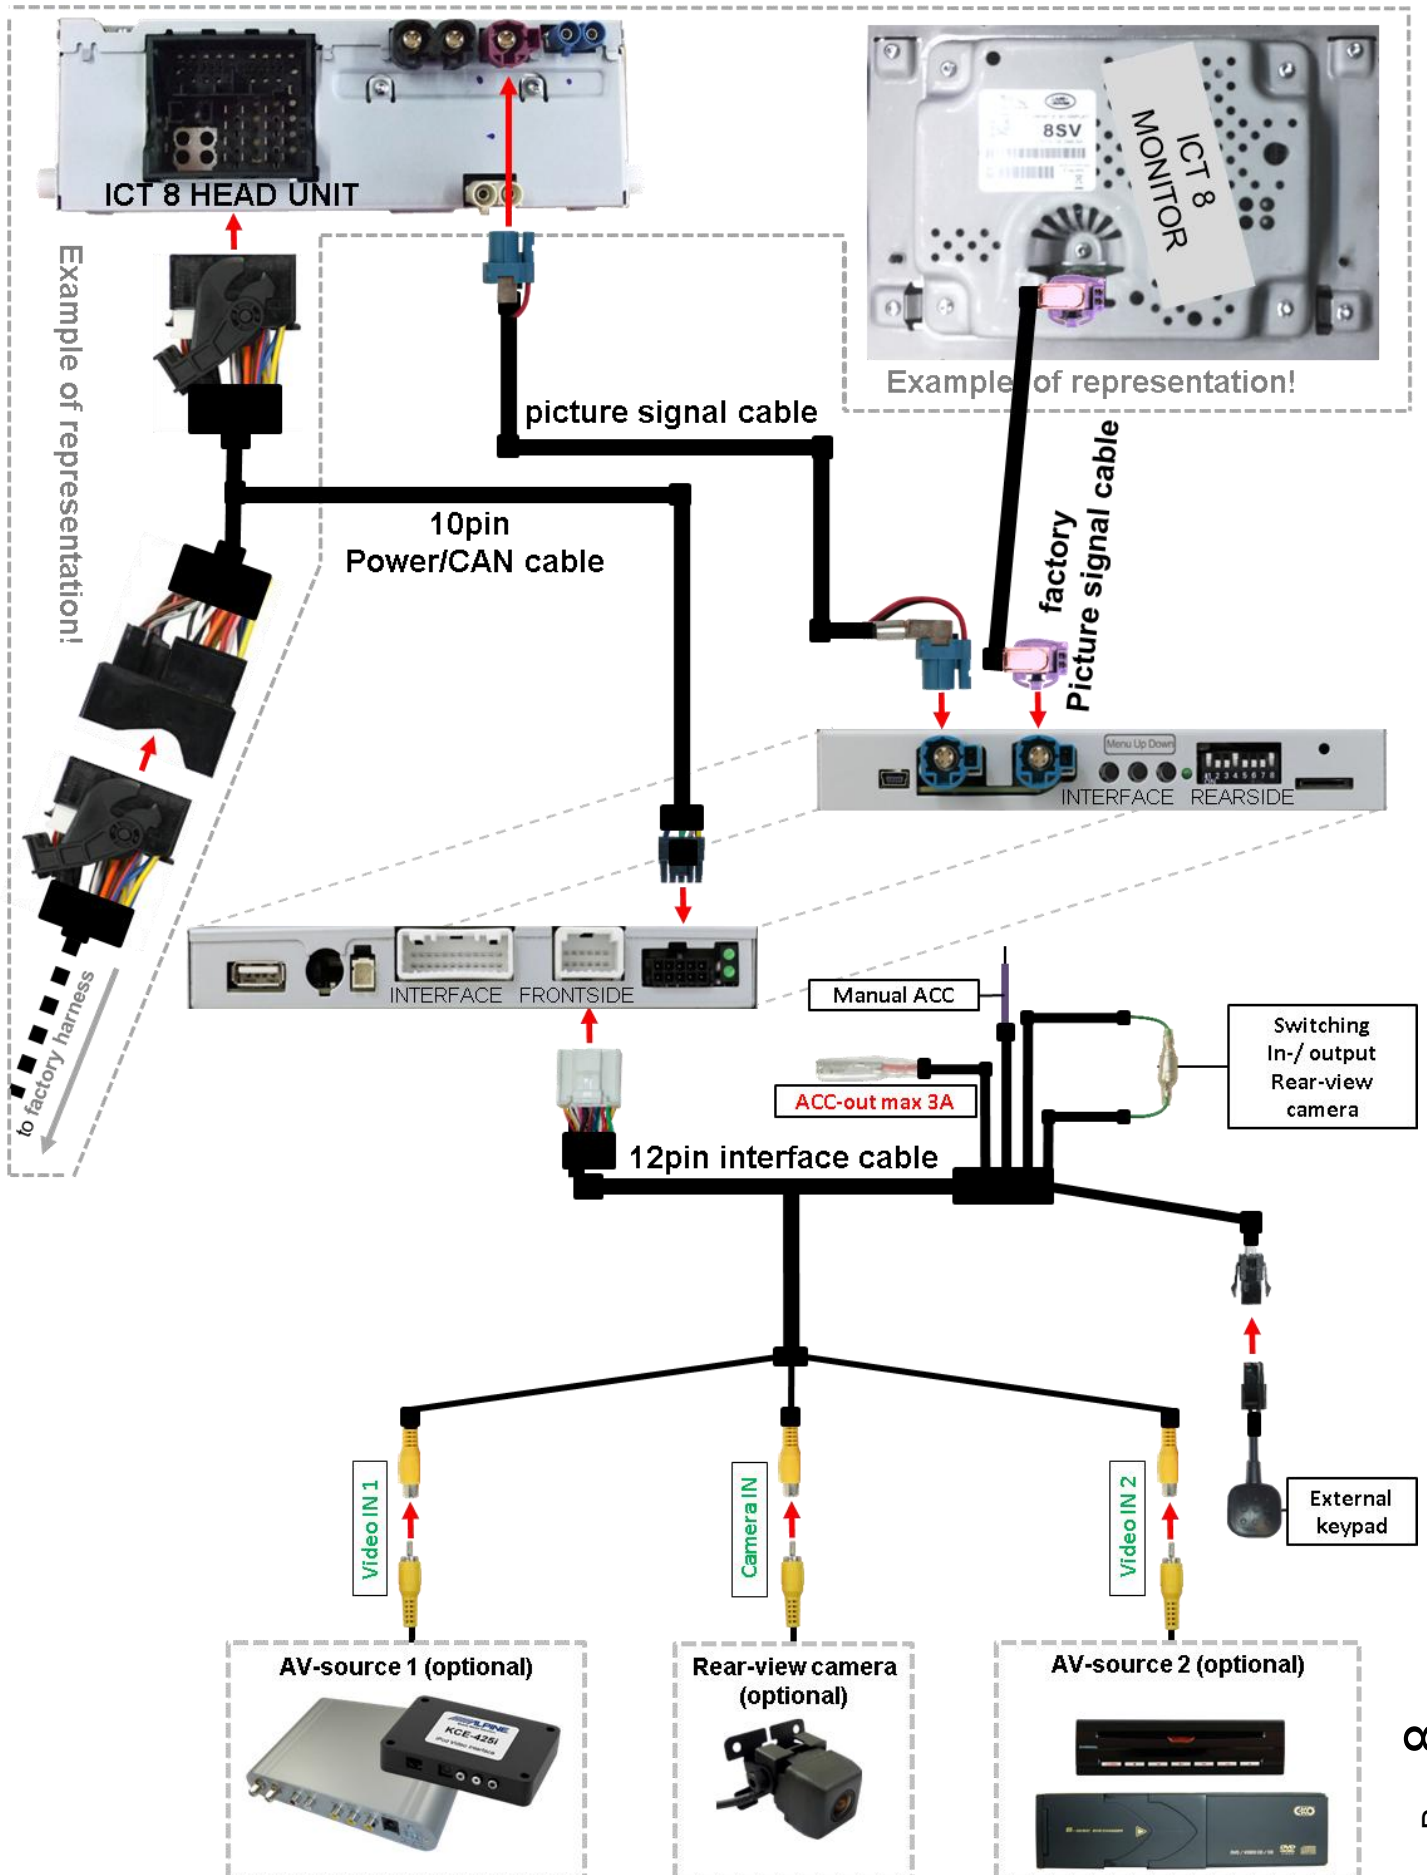 ICT 8 HEAD UNIT
8SV
ICT 8
MONITOR
Example of representation!
Example of representation!
picture signal cable
factory
Picture signal cable
10pin
Power/CAN cable
Menu Up Down
1 2 3 4 5 6 7 8
INTERFACE REARSIDE
INTERFACE FRONTSIDE
to factory harness
Manual ACC
ACC-out max 3A
Switching
In-/ output
Rear-view
camera
12pin interface cable
Video IN 1
Camera IN
Video IN 2
External
keypad
AV-source 1 (optional)
ALPINE
KCE-425i
iPod Video Interface
Rear-view camera
(optional)
AV-source 2 (optional)
8